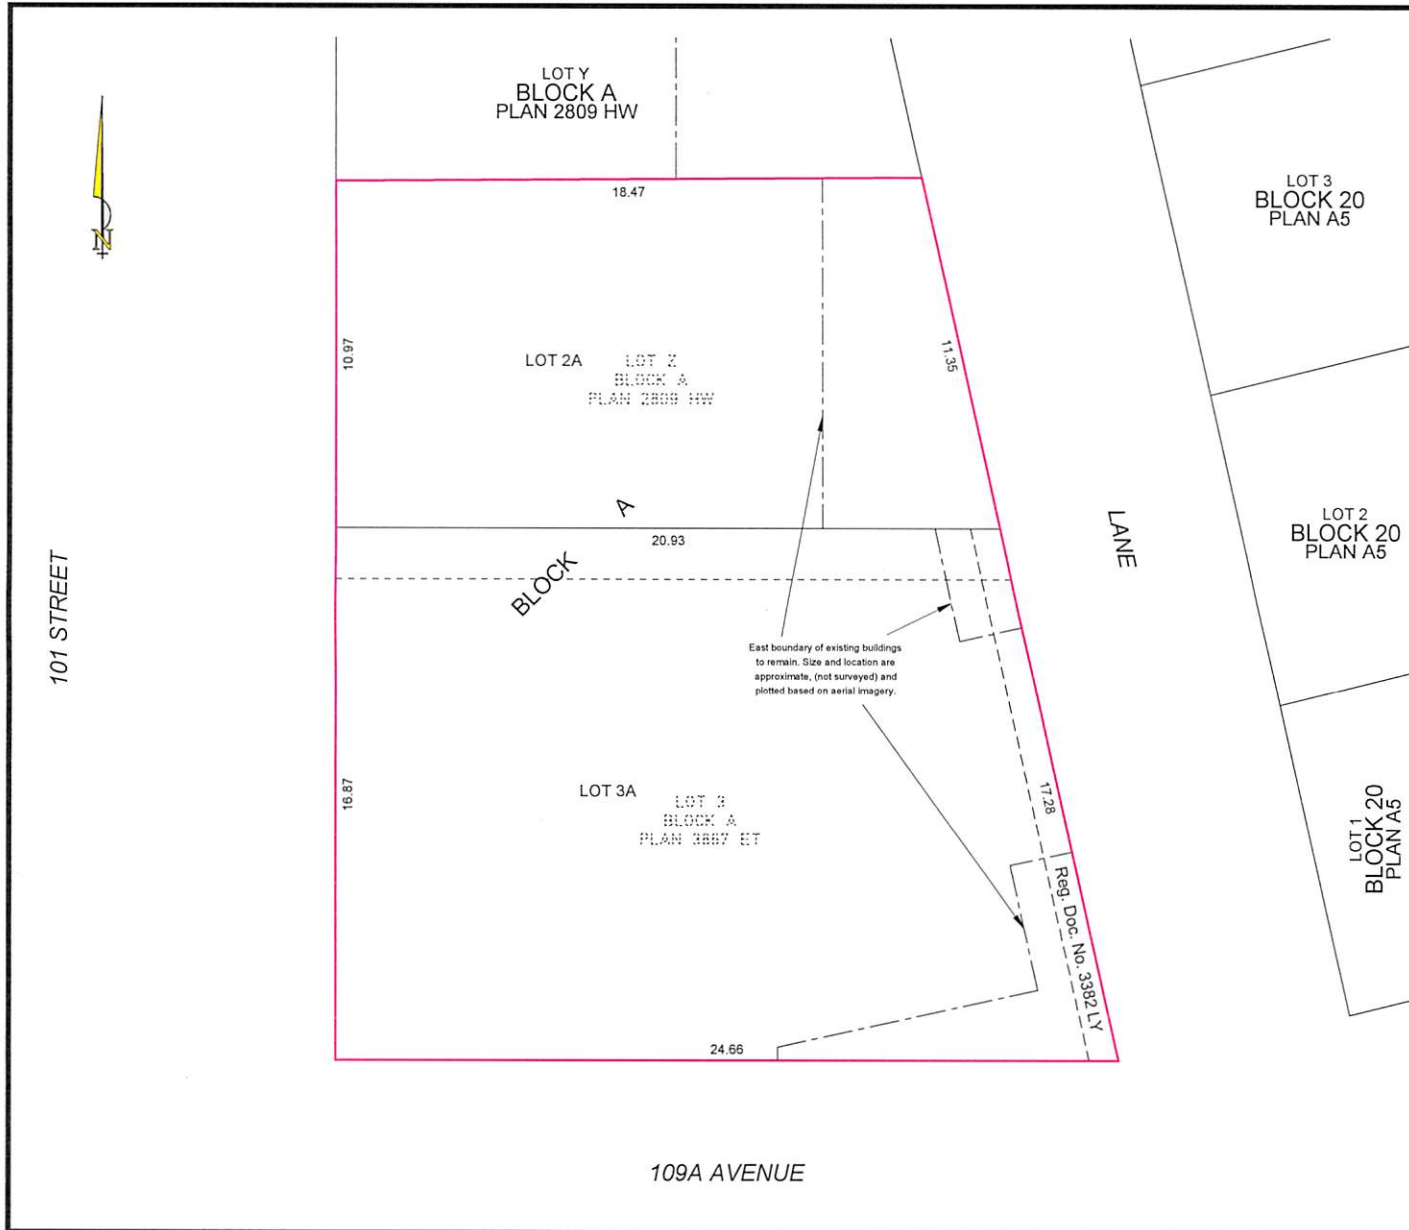 LOT Y
BLOCK A
PLAN 2809 HW
LOT 3
BLOCK 20
PLAN A5
18.47
N
10.97
11.35
LOT 2A
LOT Z
BLOCK A
PLAN 2809 HW
A
BLOCK
20.93
LANE
LOT 2
BLOCK 20
PLAN A5
101 STREET
East boundary of existing buildings
to remain. Size and location are
approximate, (not surveyed) and
plotted based on aerial imagery.
16.87
17.28
LOT 3A
LOT 3
BLOCK A
PLAN 3867 ET
LOT 1
BLOCK 20
PLAN A5
Reg. Doc. No. 3382 LY
24.66
109A AVENUE